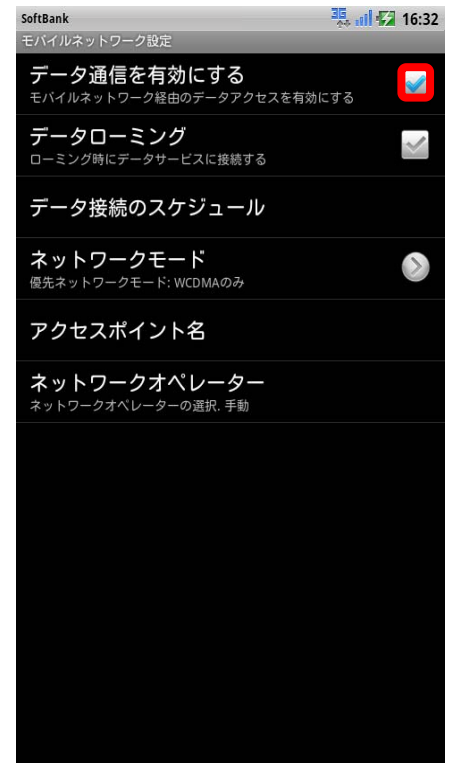 SoftBank
3G
16:32
モバイルネットワーク設定
データ通信を有効にする
モバイルネットワーク経由のデータアクセスを有効にする
データローミング
ローミング時にデータサービスに接続する
データ接続のスケジュール
ネットワークモード
優先ネットワークモード: WCDMAのみ
アクセスポイント名
ネットワークオペレーター
ネットワークオペレーターの選択, 手動